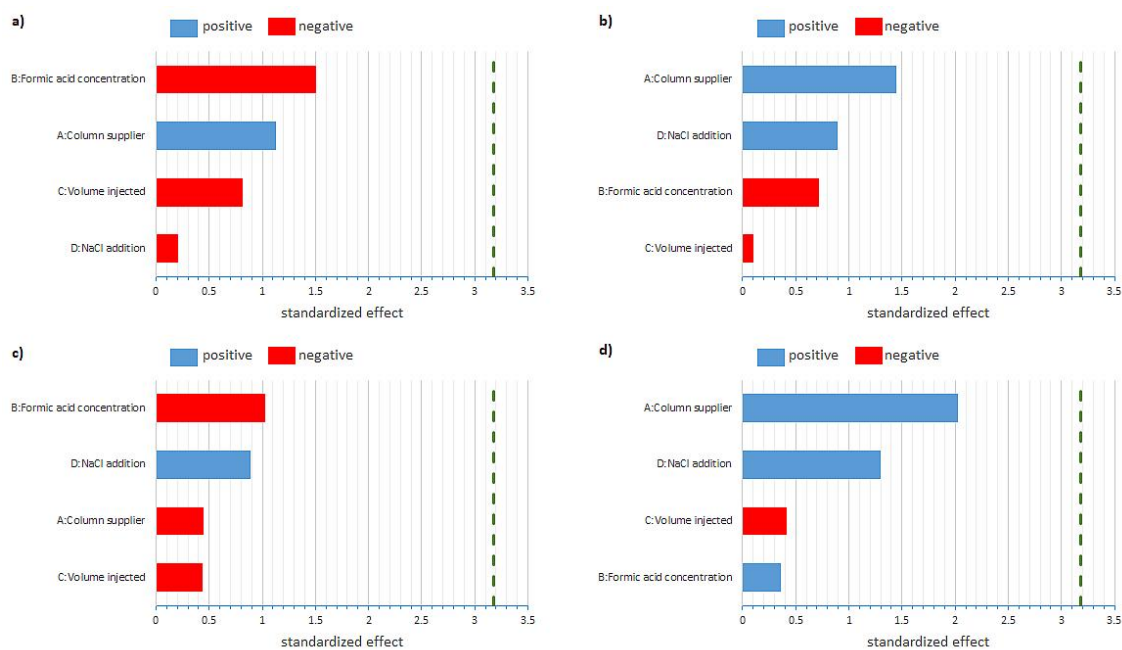 a)
positive negative
B:Formic acid concentration
A:Column supplier
C:Volume injected
D:NaCl addition
0 0.5 1 1.5 2 2.5 3 3.5
standardized effect
b)
positive negative
A:Column supplier
D:NaCl addition
B:Formic acid concentration
C:Volume injected
0 0.5 1 1.5 2 2.5 3 3.5
standardized effect
c)
positive negative
B:Formic acid concentration
D:NaCl addition
A:Column supplier
C:Volume injected
0 0.5 1 1.5 2 2.5 3 3.5
standardized effect
d)
positive negative
A:Column supplier
D:NaCl addition
C:Volume injected
B:Formic acid concentration
0 0.5 1 1.5 2 2.5 3 3.5
standardized effect